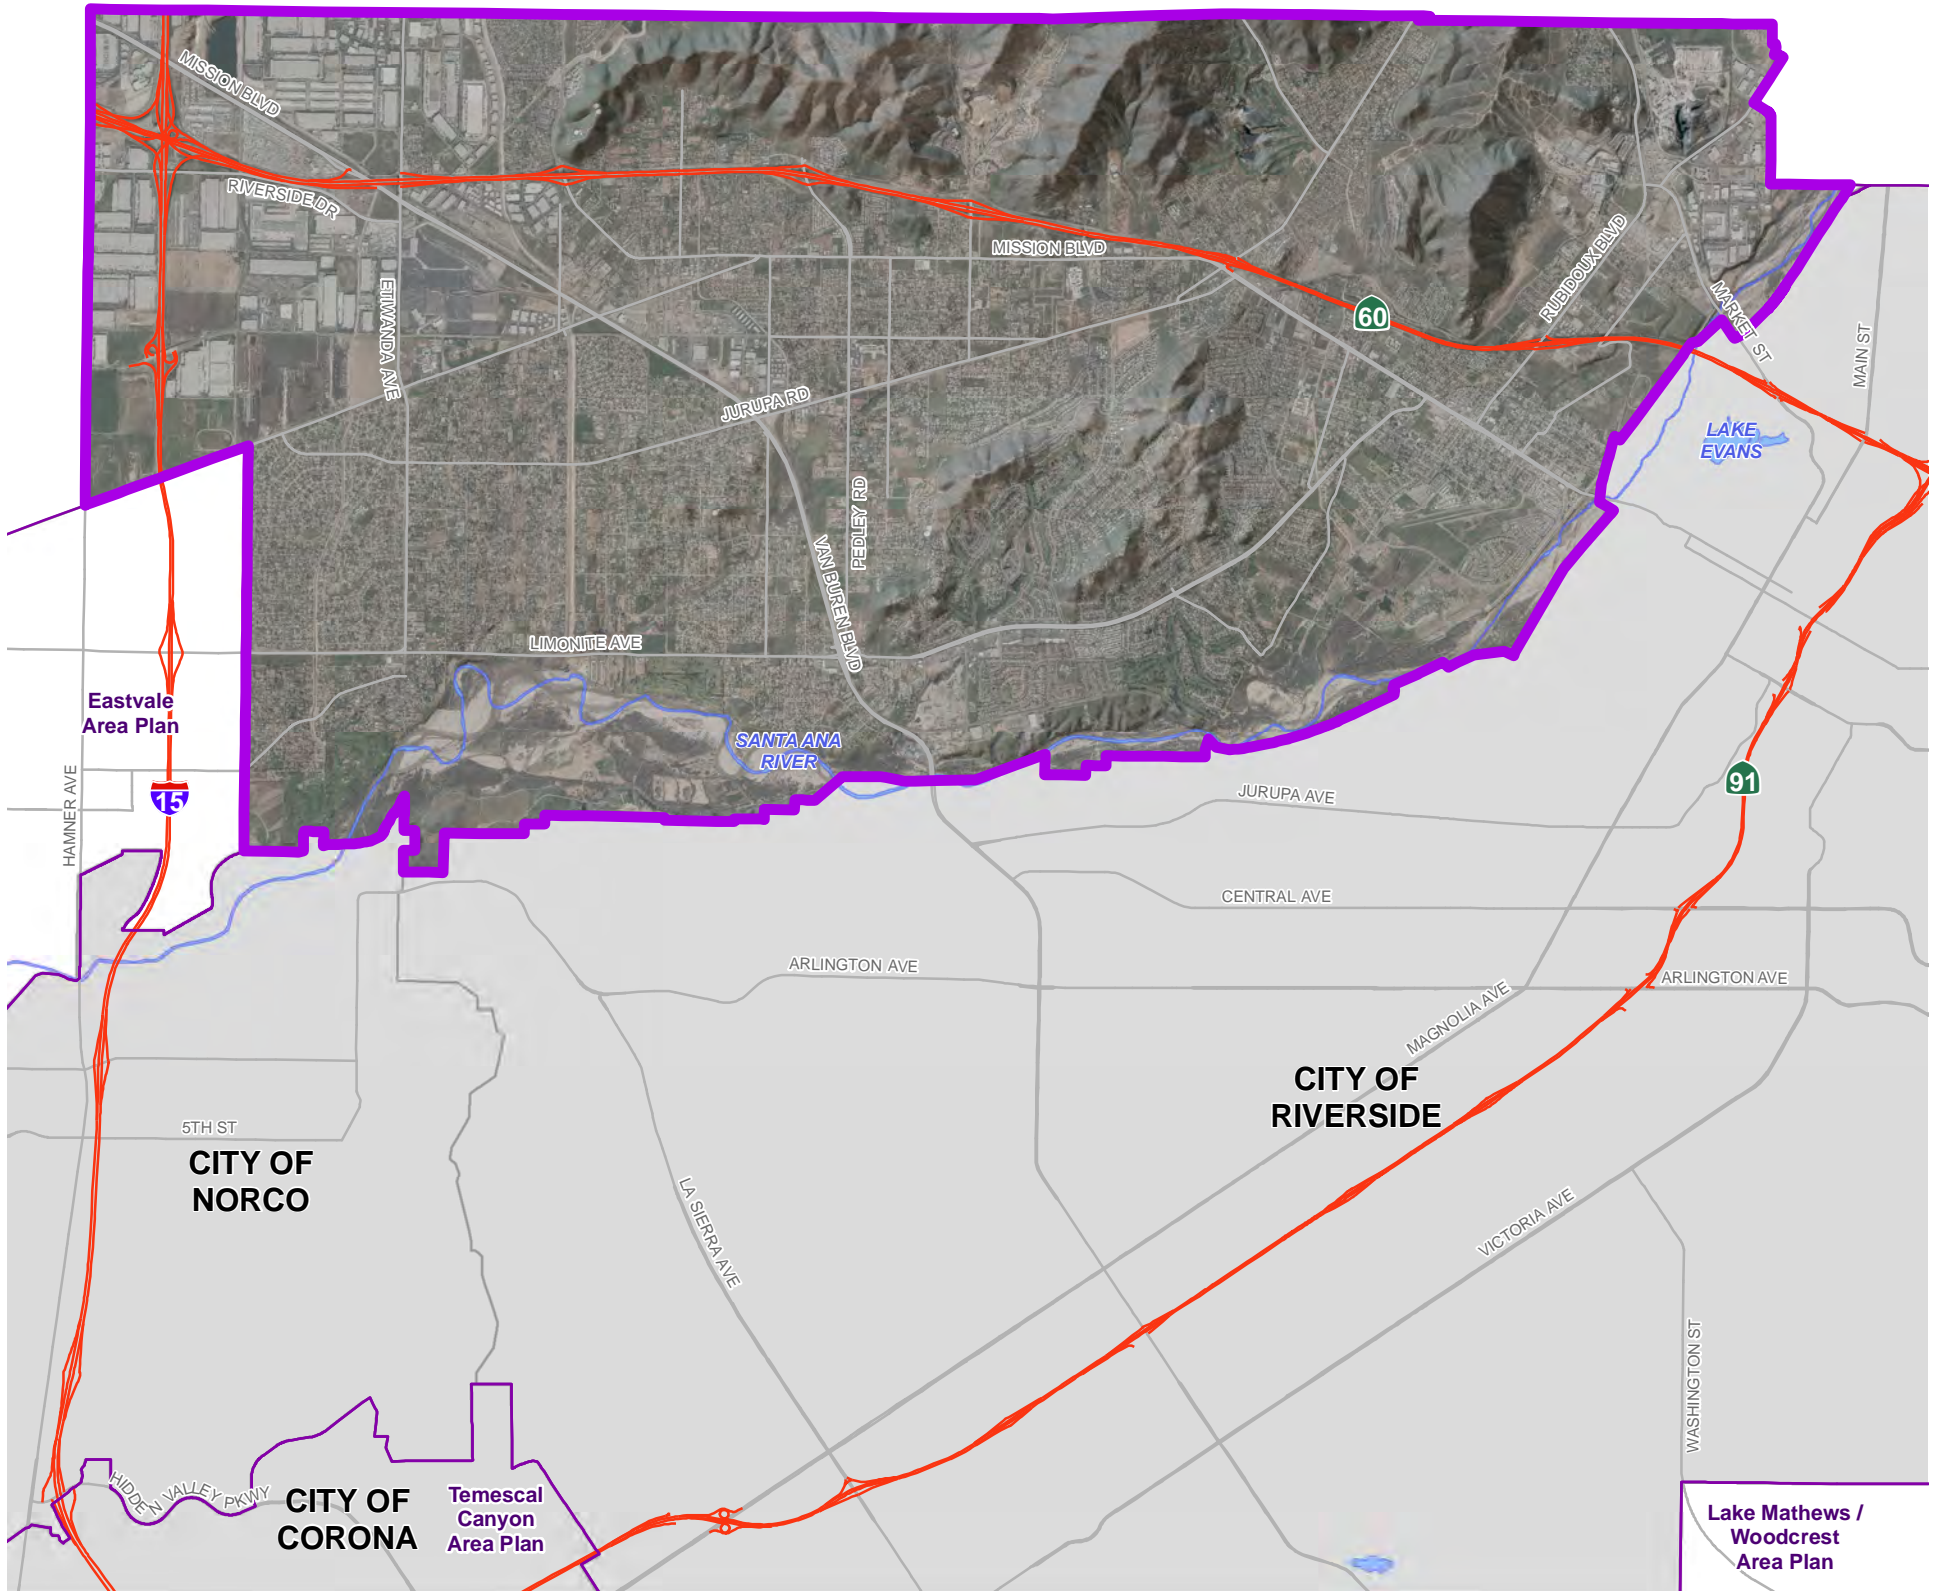 MISSION BLVD
RIVERSIDE DR
MISSION BLVD
ETIWANDA AVE
RUBIDOUX BLVD
60
MARKET ST
MAIN ST
JURUPA RD
LAKE
EVANS
PEDLEY RD
VAN BUREN BLVD
LIMONITE AVE
Eastvale
Area Plan
SANTA ANA
RIVER
15
HAMNER AVE
91
JURUPA AVE
CENTRAL AVE
ARLINGTON AVE
ARLINGTON AVE
MAGNOLIA AVE
CITY OF
RIVERSIDE
5TH ST
CITY OF
NORCO
LA SIERRA AVE
VICTORIA AVE
WASHINGTON ST
HIDDEN VALLEY PKWY
CITY OF
CORONA
Temescal
Canyon
Area Plan
Lake Mathews /
Woodcrest
Area Plan